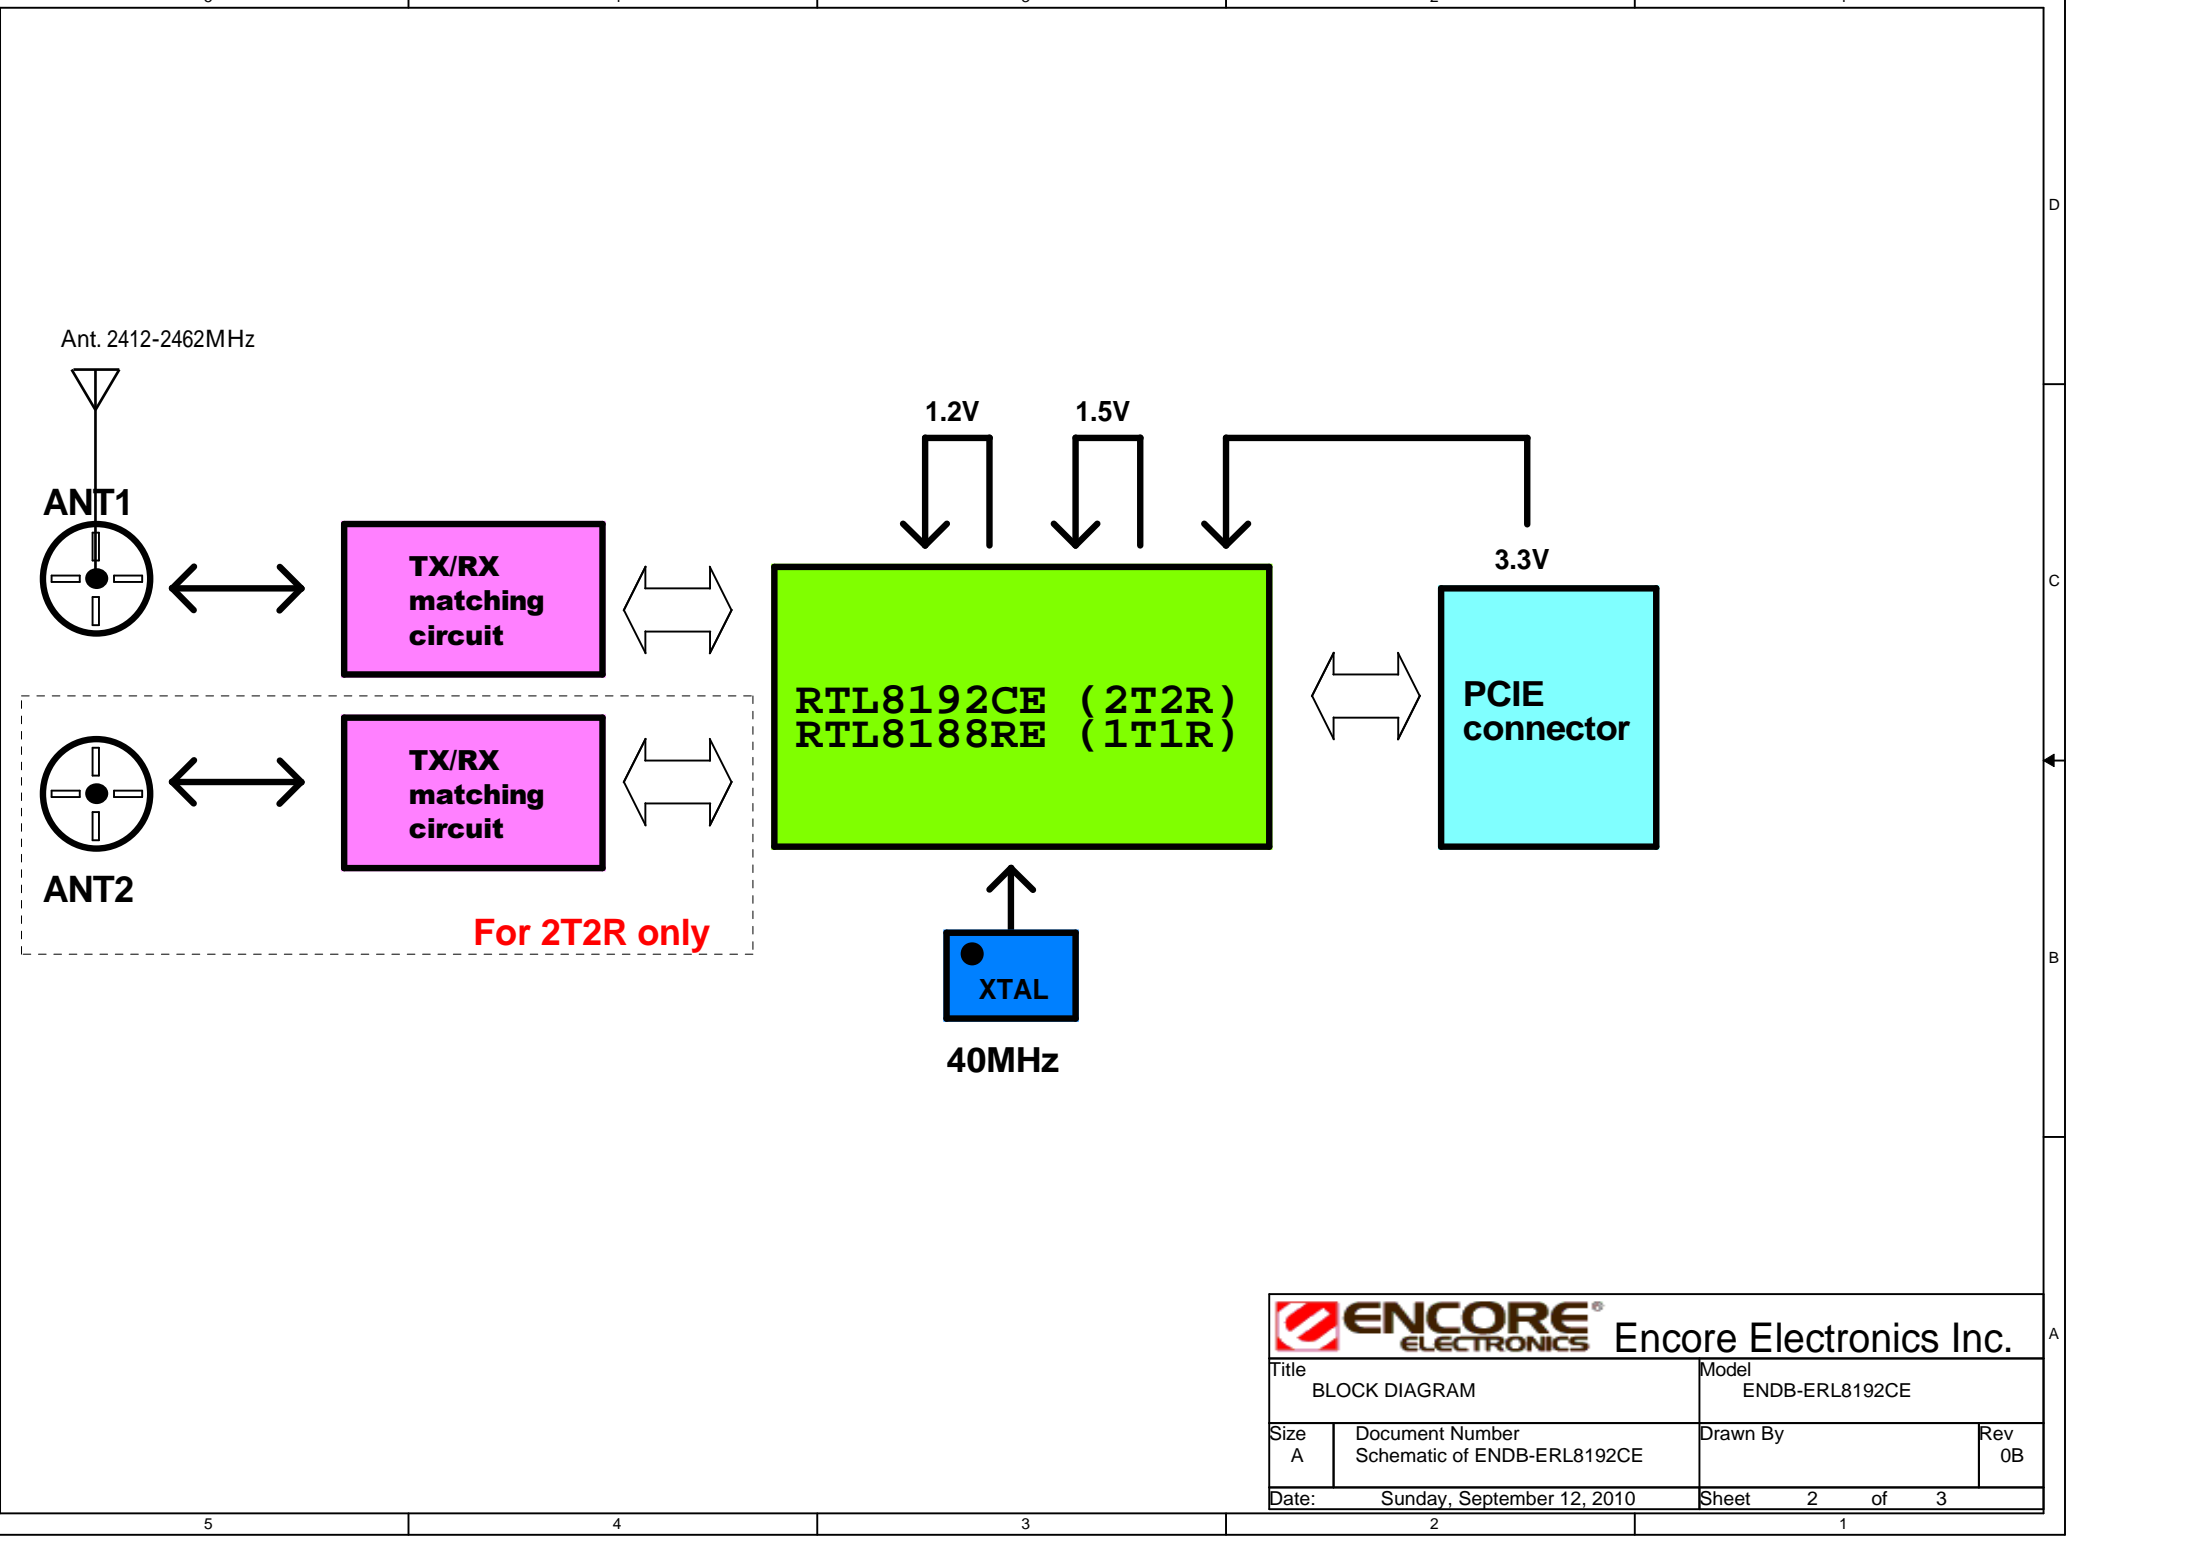 Ant. 2412-2462MHz
1.2V
1.5V
ANT1
3.3V
TX/RX
matching
circuit
RTL8192CE (2T2R)
RTL8188RE (1T1R)
PCIE
connector
TX/RX
matching
circuit
ANT2
For 2T2R only
XTAL
40MHz
D
C
B
A
ENCORE®
ELECTRONICS
Encore Electronics Inc.
Title
BLOCK DIAGRAM
Model
ENDB-ERL8192CE
Size
A
Document Number
Schematic of ENDB-ERL8192CE
Drawn By
Rev
0B
Date:
Sunday, September 12, 2010
Sheet 2 of 3
5 4 3 2 1